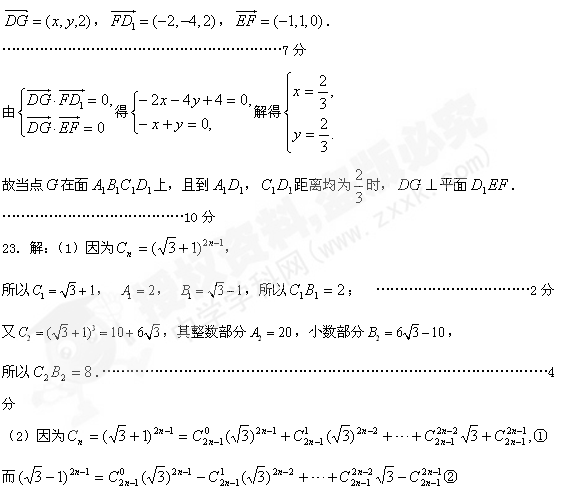 $\overrightarrow{DG}=(x,y,2)$，$\overrightarrow{FD_1}=(-2,-4,2)$，$\overrightarrow{EF}=(-1,1,0)$．
……………………………………………………7 分
由$\begin{cases}\overrightarrow{DG}\cdot\overrightarrow{FD_1}=0,\\ \overrightarrow{DG}\cdot\overrightarrow{EF}=0\end{cases}$得$\begin{cases}-2x-4y+4=0,\\ -x+y=0,\end{cases}$解得$\begin{cases}x=\frac{2}{3},\\ y=\frac{2}{3}.\end{cases}$
故当点 G 在面 $A_1B_1C_1D_1$ 上，且到 $A_1D_1$，$C_1D_1$ 距离均为 $\frac{2}{3}$ 时，$DG\perp$平面 $D_1EF$．
…………………………………10 分
23．解：（1）因为 $C_n=(\sqrt{3}+1)^{2n-1}$，
所以 $C_1=\sqrt{3}+1$， $A_1=2$， $B_1=\sqrt{3}-1$，所以 $C_1B_1=2$； ……………………………2 分
又 $C_2=(\sqrt{3}+1)^3=10+6\sqrt{3}$，其整数部分 $A_2=20$，小数部分 $B_2=6\sqrt{3}-10$，
所以 $C_2B_2=8$．……………………………………………………………………………………4
分
（2）因为 $C_n=(\sqrt{3}+1)^{2n-1}=C_{2n-1}^{0}(\sqrt{3})^{2n-1}+C_{2n-1}^{1}(\sqrt{3})^{2n-2}+\cdots+C_{2n-1}^{2n-2}\sqrt{3}+C_{2n-1}^{2n-1}$,①
而 $(\sqrt{3}-1)^{2n-1}=C_{2n-1}^{0}(\sqrt{3})^{2n-1}-C_{2n-1}^{1}(\sqrt{3})^{2n-2}+\cdots+C_{2n-1}^{2n-2}\sqrt{3}-C_{2n-1}^{2n-1}$②